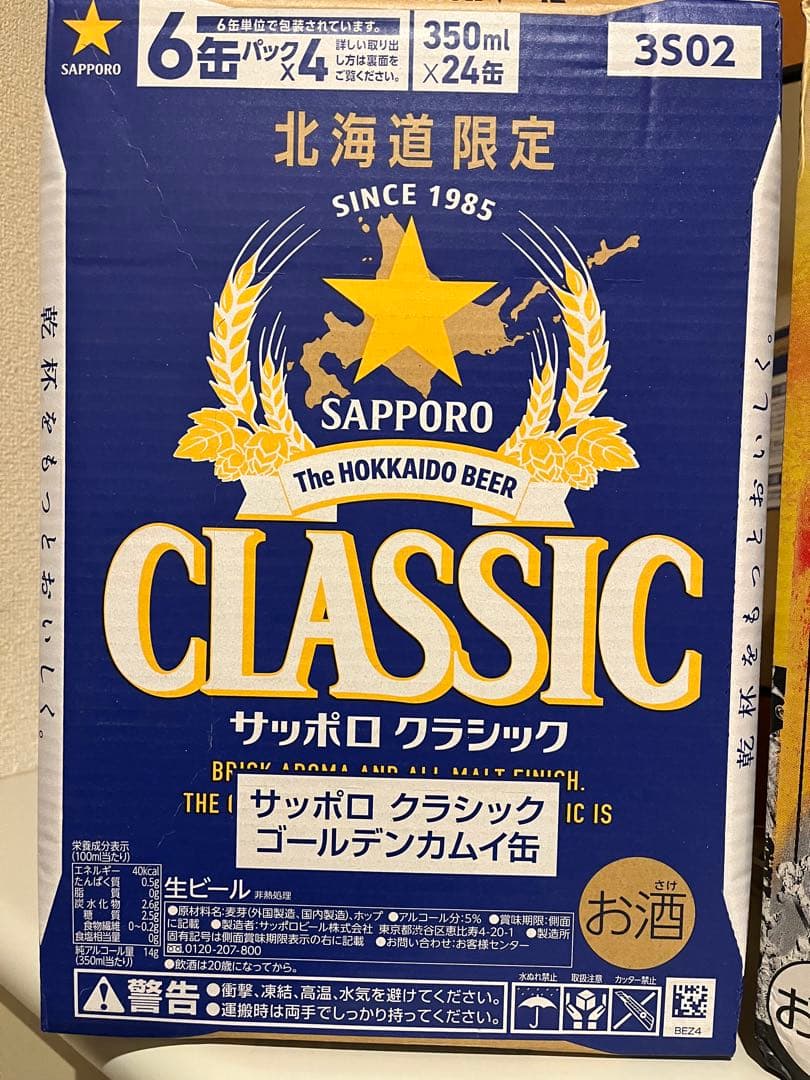 SAPPORO
6缶パック×4
6缶単位で包装されています。
詳しい取り出
し方は裏面を
ご覧ください。
350ml
×24缶
3S02
北海道限定
SINCE 1985
SAPPORO
The HOKKAIDO BEER
CLASSIC
サッポロ クラシック
乾杯をもっとおいしく。
乾杯をもっとおいしく。
THE
IC IS
サッポロ クラシック
ゴールデンカムイ缶
栄養成分表示
(100ml当たり)
エネルギー 40kcal
たんぱく質 0.5g
脂質 0g
炭水化物 2.6g
糖質 2.5g
食物繊維 0~0.2g
食塩相当量 0g
純アルコール量 14g
(350ml当たり)
生ビール 非熱処理
●原材料名:麦芽(外国製造、国内製造)、ホップ ●アルコール分:5% ●賞味期限:側面
に記載 ●製造者:サッポロビール株式会社 東京都渋谷区恵比寿4-20-1 ●製造所
固有記号は側面賞味期限表示の右に記載 ●お問い合わせ:お客様センター
0120-207-800
●飲酒は20歳になってから。
さけ
お酒
警告
●衝撃、凍結、高温、水気を避けてください。
●運搬時は両手でしっかり持ってください。
水ぬれ禁止
取扱注意
カッター禁止
BEZ4
お